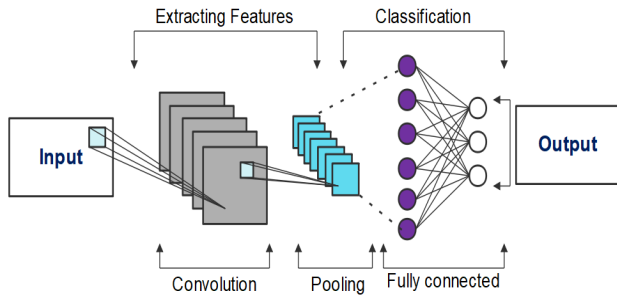 Extracting Features
Classification
Input
Output
Convolution
Pooling
Fully connected